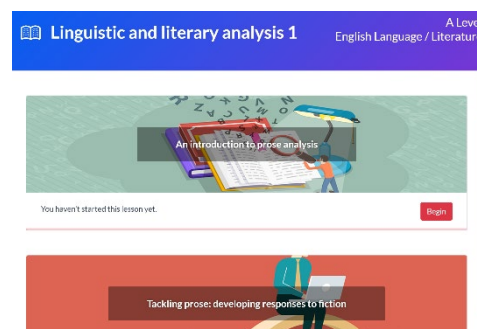 A Leve
Linguistic and literary analysis 1
English Language / Literature
An introduction to prose analysis
You haven't started this lesson yet.
Begin
Tackling prose: developing responses to fiction